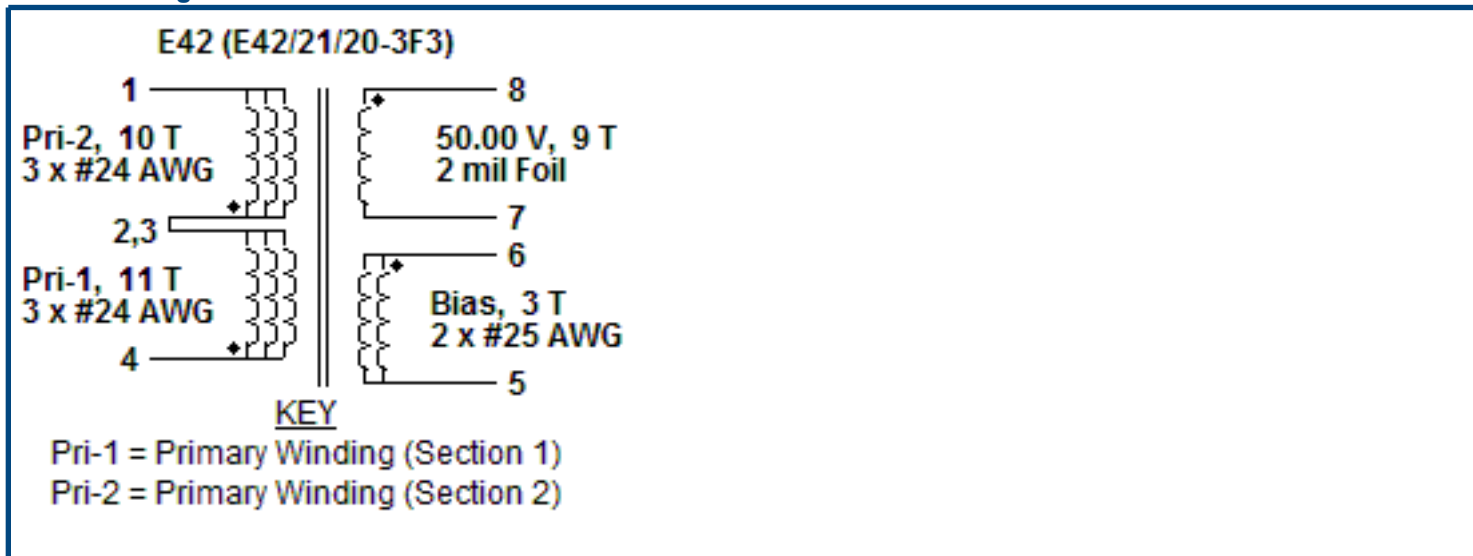 E42 (E42/21/20-3F3)
1
8
Pri-2, 10 T
3 x #24 AWG
50.00 V, 9 T
2 mil Foil
2,3
7
6
Pri-1, 11 T
3 x #24 AWG
Bias, 3 T
2 x #25 AWG
4
5
KEY
Pri-1 = Primary Winding (Section 1)
Pri-2 = Primary Winding (Section 2)